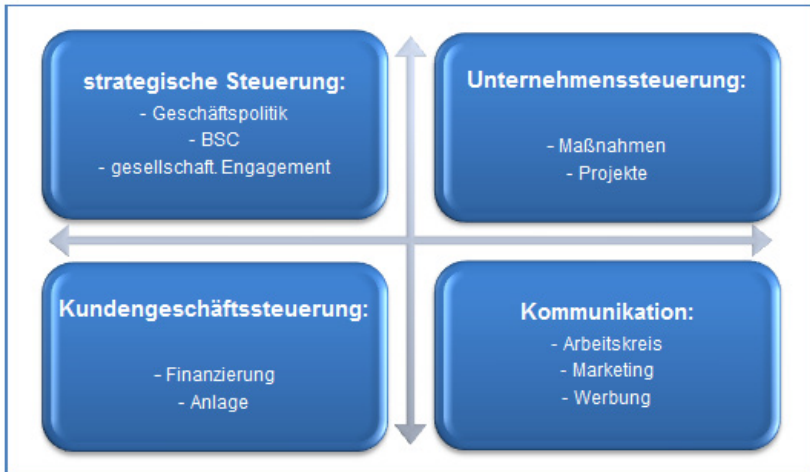 strategische Steuerung:
- Geschäftspolitik
- BSC
- gesellschaft. Engagement
Unternehmenssteuerung:
- Maßnahmen
- Projekte
Kundengeschäftssteuerung:
- Finanzierung
- Anlage
Kommunikation:
- Arbeitskreis
- Marketing
- Werbung